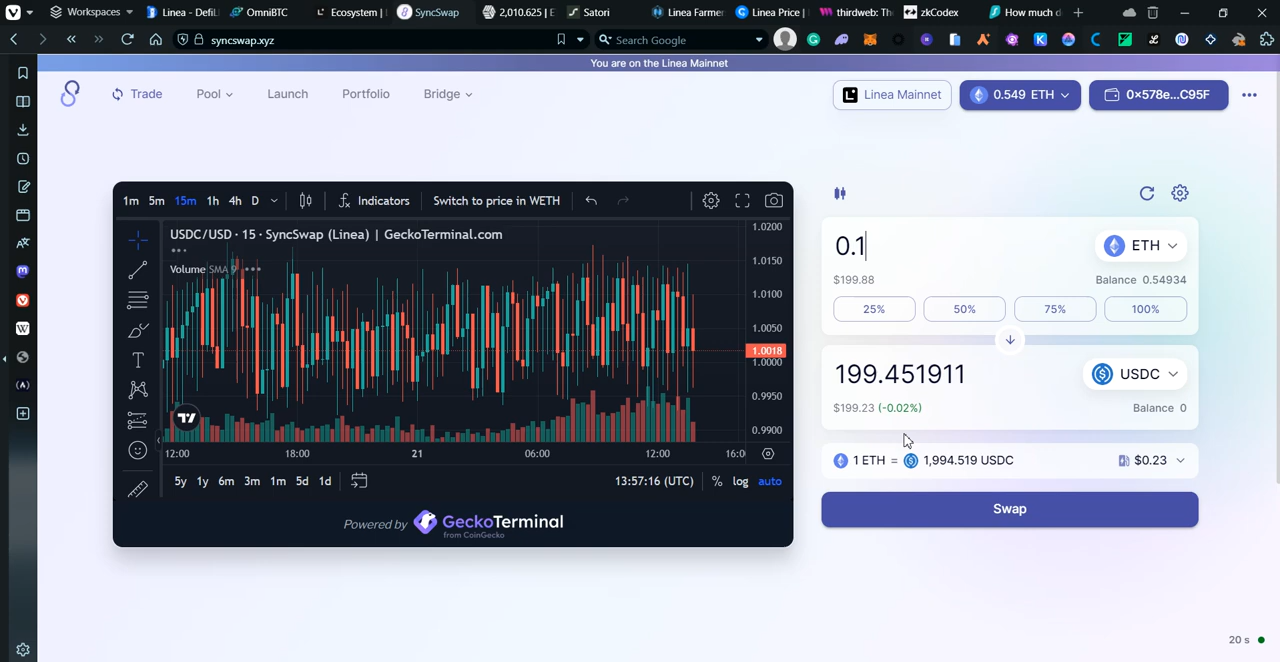 Workspaces
Linea - DefiLl
OmniBTC
Ecosystem |
SyncSwap
2,010.625 | E
Satori
Linea Farmer
Linea Price |
thirdweb: The
zkCodex
How much d
syncswap.xyz
Search Google
You are on the Linea Mainnet
Trade
Pool
Launch
Portfolio
Bridge
Linea Mainnet
0.549 ETH
0×578e...C95F
1m 5m 15m 1h 4h D
Indicators
Switch to price in WETH
USDC/USD · 15 · SyncSwap (Linea) | GeckoTerminal.com
Volume SMA 9
1.0200
1.0150
1.0100
1.0050
1.0018
1.0000
0.9950
0.9900
12:00 18:00 21 06:00 12:00 16:0
5y 1y 6m 3m 1m 5d 1d
13:57:16 (UTC)
% log auto
Powered by GeckoTerminal
from CoinGecko
0.1
ETH
$199.88
Balance 0.54934
25% 50% 75% 100%
199.451911
USDC
$199.23 (-0.02%)
Balance 0
1 ETH = 1,994.519 USDC
$0.23
Swap
20 s